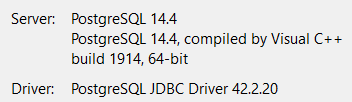 Server: PostgreSQL 14.4
PostgreSQL 14.4, compiled by Visual C++
build 1914, 64-bit
Driver: PostgreSQL JDBC Driver 42.2.20